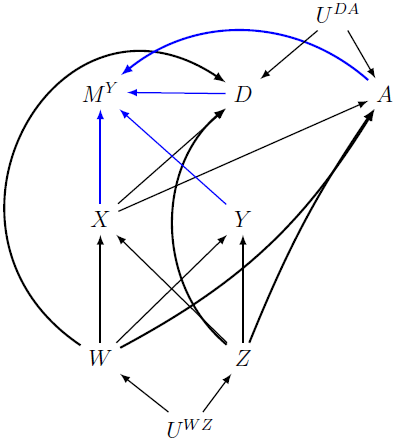 U^{DA}
M^Y D A
X Y
W Z
U^{WZ}